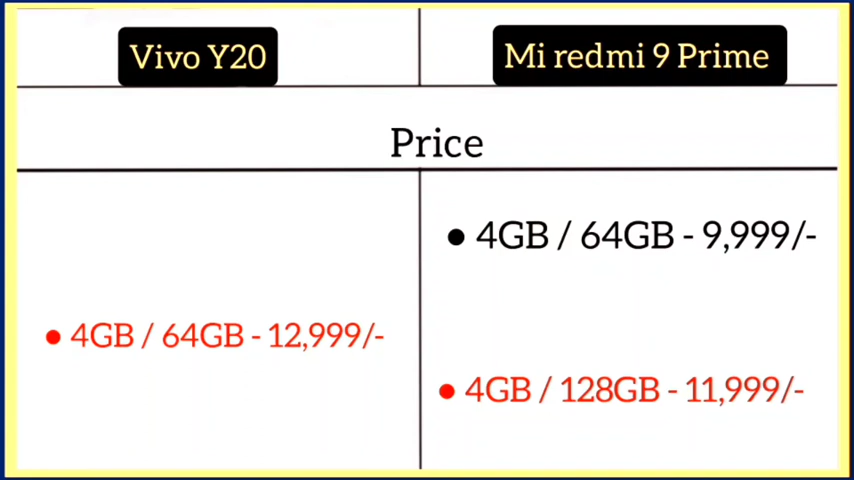 Vivo Y20
Mi redmi 9 Prime
Price
● 4GB / 64GB - 9,999/-
● 4GB / 64GB - 12,999/-
● 4GB / 128GB - 11,999/-